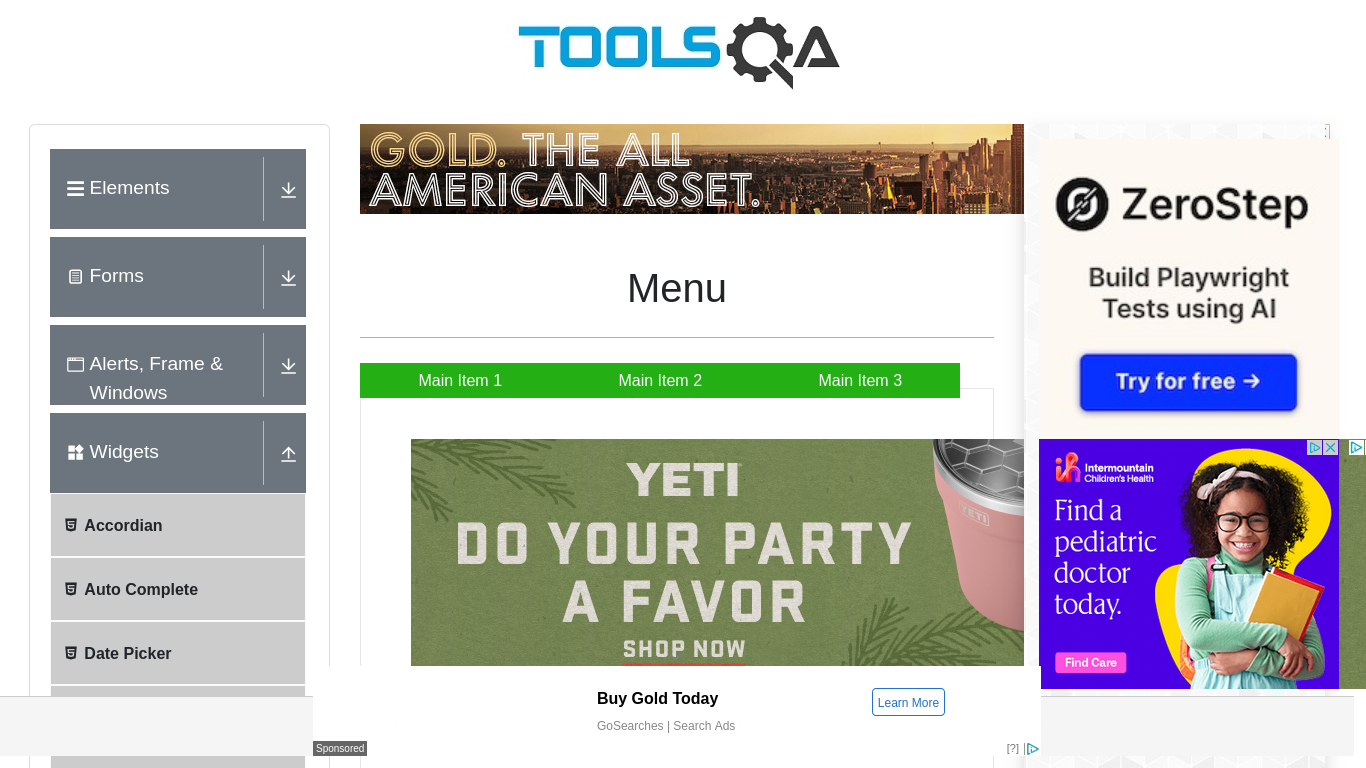 TOOLSQA
Elements
Forms
Alerts, Frame &
Windows
Widgets
Accordian
Auto Complete
Date Picker
GOLD. THE ALL
AMERICAN ASSET.
Menu
Main Item 1
Main Item 2
Main Item 3
YETI
DO YOUR PARTY
A FAVOR
SHOP NOW
YETI
ZeroStep
Build Playwright
Tests using AI
Try for free →
Intermountain
Children's Health
Find a
pediatric
doctor
today.
Find Care
Buy Gold Today
GoSearches | Search Ads
Learn More
Sponsored
[?]